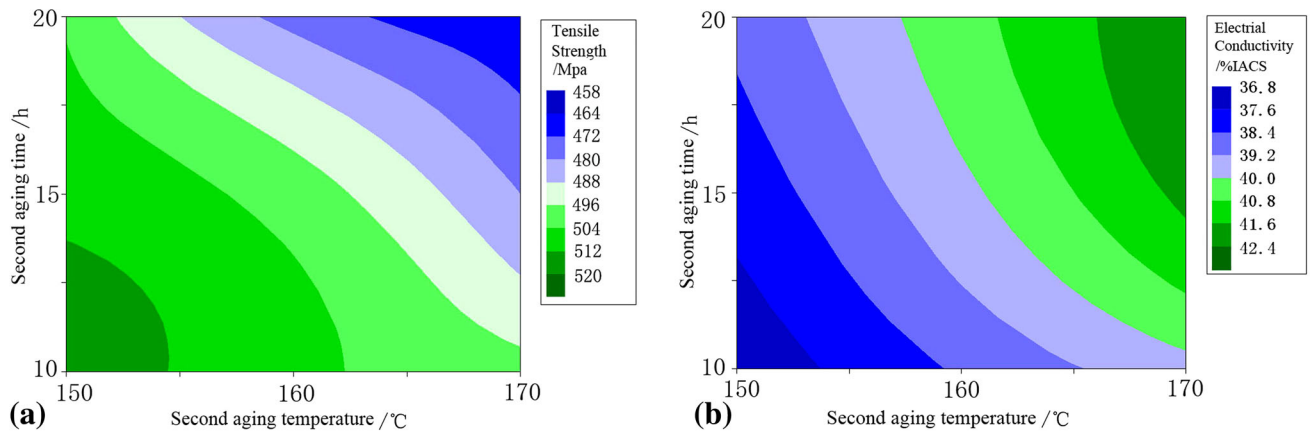 20
15
10
150
160
170
Second aging time /h
Second aging temperature /℃
(a)
Tensile
Strength
/Mpa
458
464
472
480
488
496
504
512
520
20
15
10
150
160
170
Second aging time /h
Second aging temperature /℃
(b)
Electrial
Conductivity
/%IACS
36.8
37.6
38.4
39.2
40.0
40.8
41.6
42.4